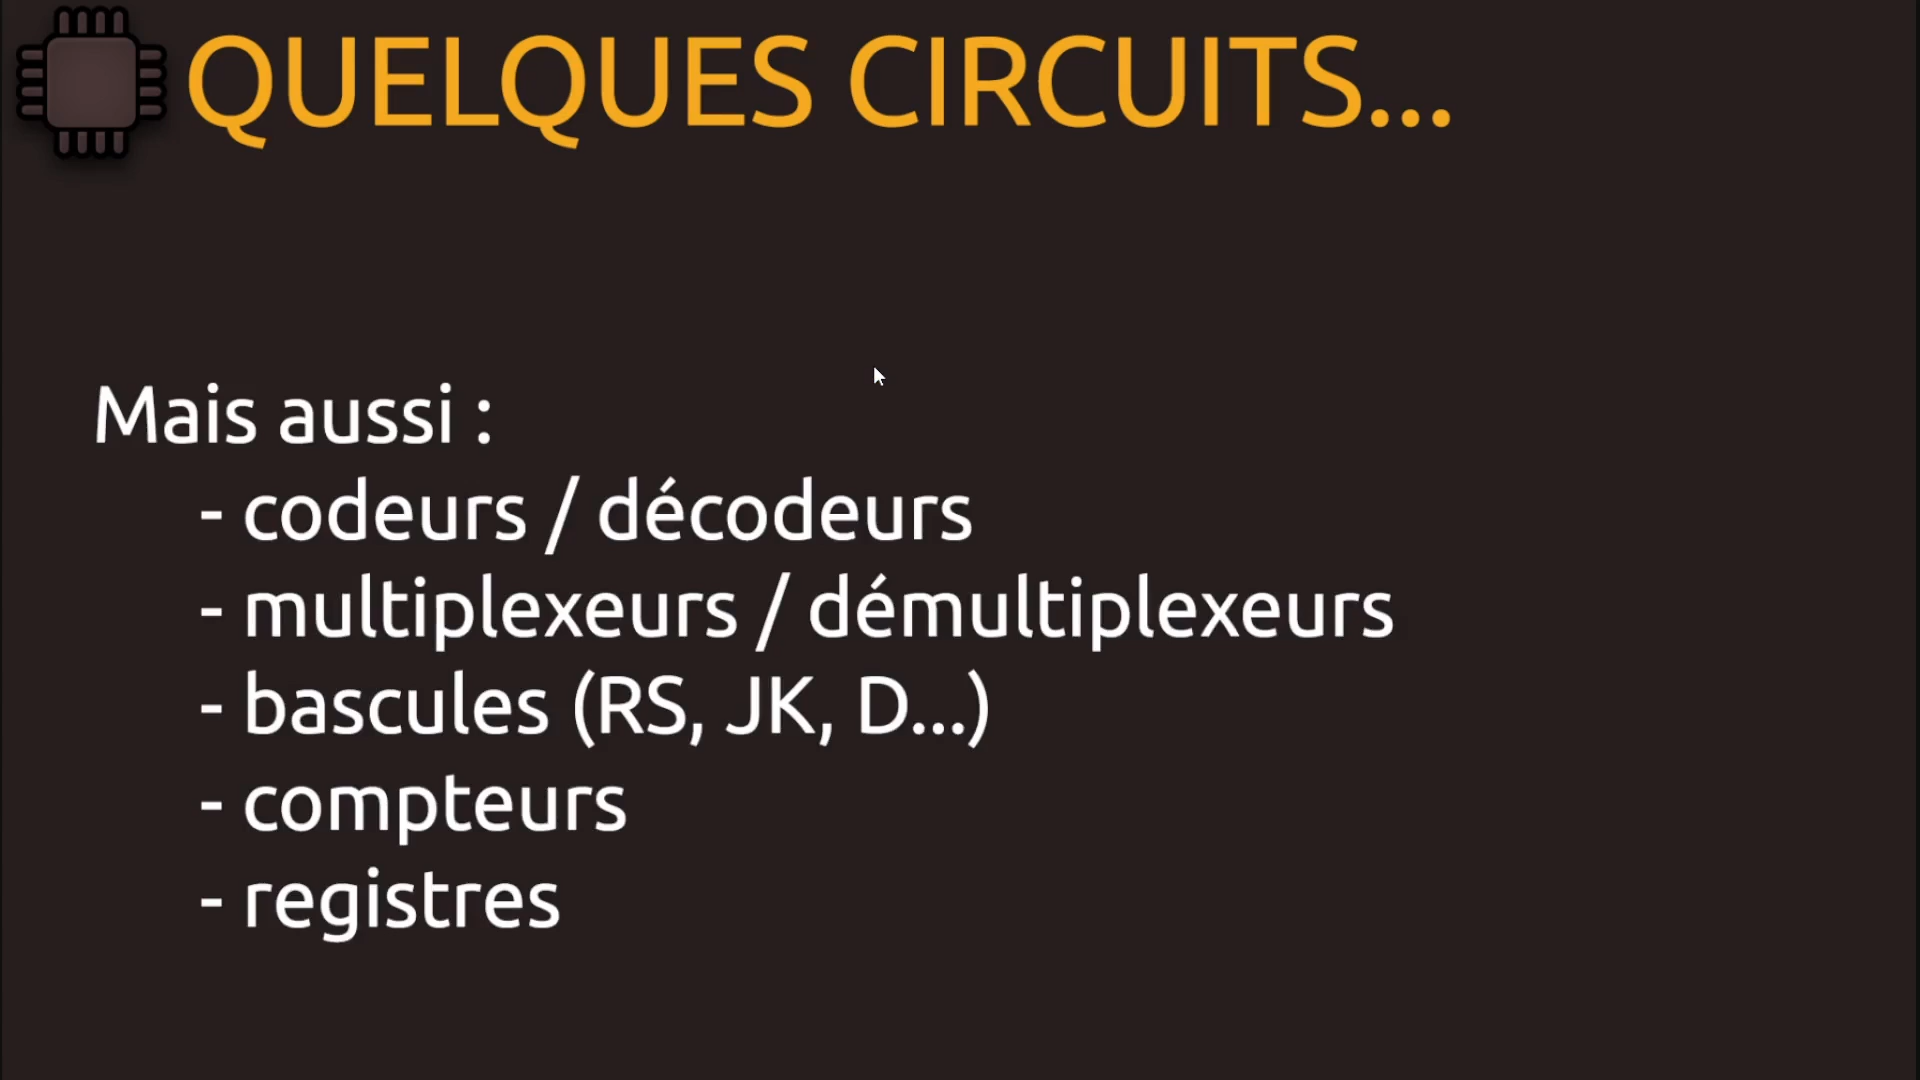 QUELQUES CIRCUITS...
Mais aussi :
- codeurs / décodeurs
- multiplexeurs / démultiplexeurs
- bascules (RS, JK, D...)
- compteurs
- registres